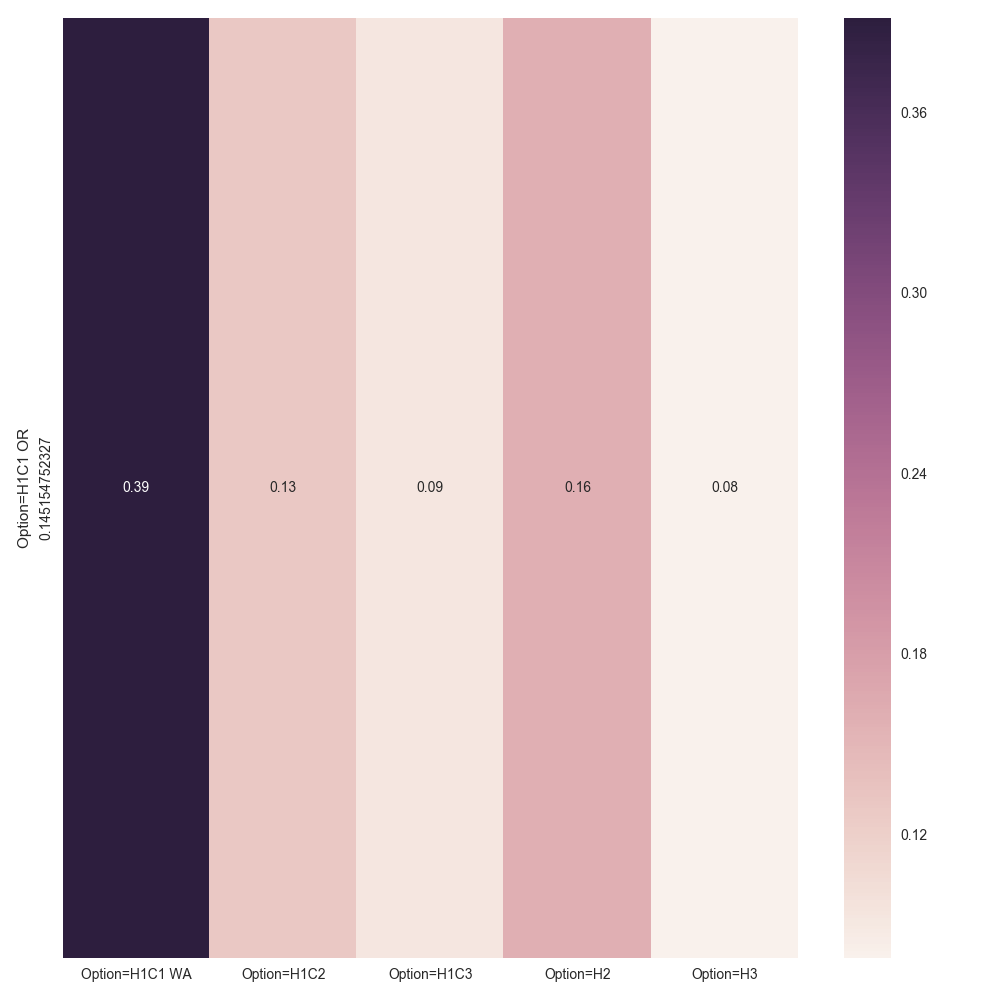 Option=H1C1 OR
0.145154752327
0.39
0.13
0.09
0.16
0.08
Option=H1C1 WA
Option=H1C2
Option=H1C3
Option=H2
Option=H3
0.36
0.30
0.24
0.18
0.12